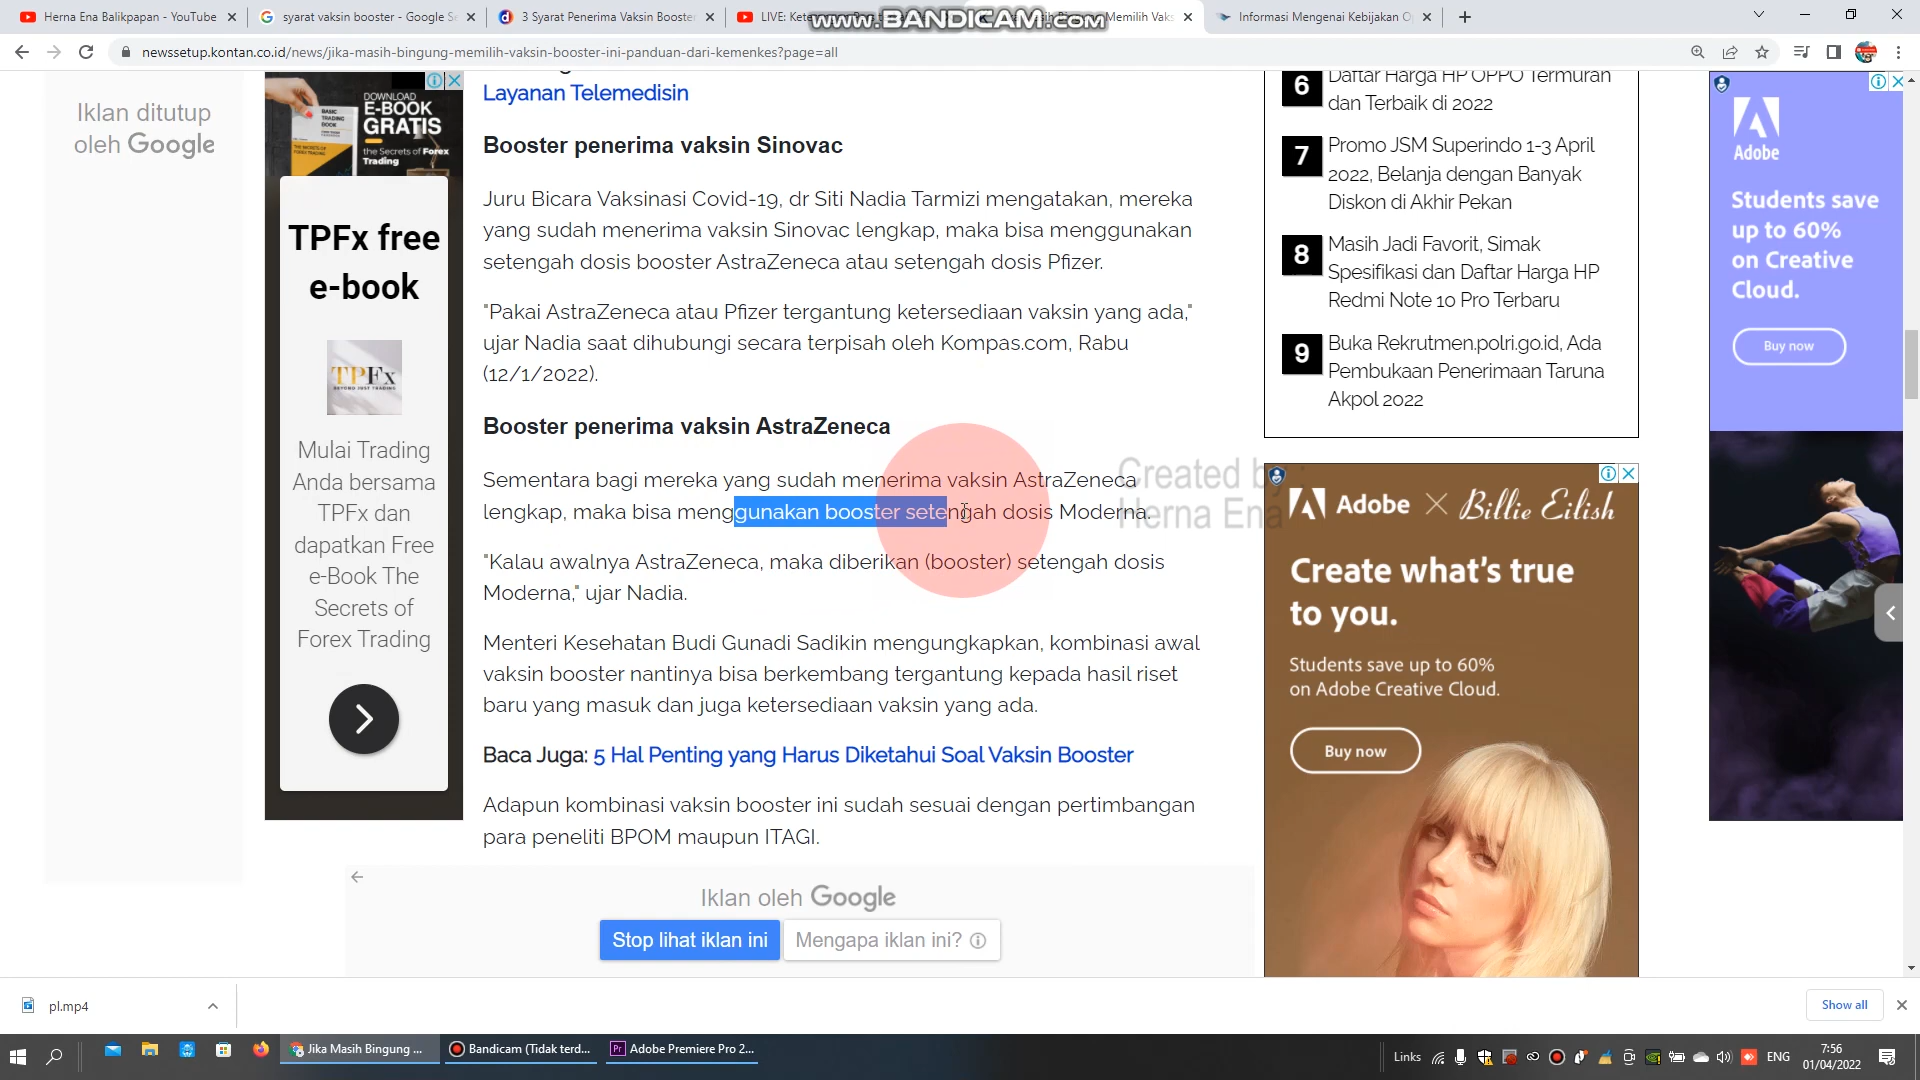 Herna Ena Balikpapan - YouTube
syarat vaksin booster - Google Se
3 Syarat Penerima Vaksin Booster
LIVE: Kete
Memilih Vaks
Informasi Mengenai Kebijakan O
www.BANDICAM.com
newssetup.kontan.co.id/news/jika-masih-bingung-memilih-vaksin-booster-ini-panduan-dari-kemenkes?page=all
Iklan ditutup
oleh Google
DOWNLOAD
E-BOOK
GRATIS
the Secrets of Forex
Trading
TPFx free
e-book
TPFx
Mulai Trading
Anda bersama
TPFx dan
dapatkan Free
e-Book The
Secrets of
Forex Trading
Layanan Telemedisin
Booster penerima vaksin Sinovac
Juru Bicara Vaksinasi Covid-19, dr Siti Nadia Tarmizi mengatakan, mereka
yang sudah menerima vaksin Sinovac lengkap, maka bisa menggunakan
setengah dosis booster AstraZeneca atau setengah dosis Pfizer.
"Pakai AstraZeneca atau Pfizer tergantung ketersediaan vaksin yang ada,"
ujar Nadia saat dihubungi secara terpisah oleh Kompas.com, Rabu
(12/1/2022).
Booster penerima vaksin AstraZeneca
Sementara bagi mereka yang sudah menerima vaksin AstraZeneca
lengkap, maka bisa menggunakan booster setengah dosis Moderna.
"Kalau awalnya AstraZeneca, maka diberikan (booster) setengah dosis
Moderna," ujar Nadia.
Menteri Kesehatan Budi Gunadi Sadikin mengungkapkan, kombinasi awal
vaksin booster nantinya bisa berkembang tergantung kepada hasil riset
baru yang masuk dan juga ketersediaan vaksin yang ada.
Baca Juga: 5 Hal Penting yang Harus Diketahui Soal Vaksin Booster
Adapun kombinasi vaksin booster ini sudah sesuai dengan pertimbangan
para peneliti BPOM maupun ITAGI.
Iklan oleh Google
Stop lihat iklan ini
Mengapa iklan ini?
Created by :
Herna Ena
6 Daftar Harga HP OPPO Termurah
dan Terbaik di 2022
7 Promo JSM Superindo 1-3 April
2022, Belanja dengan Banyak
Diskon di Akhir Pekan
8 Masih Jadi Favorit, Simak
Spesifikasi dan Daftar Harga HP
Redmi Note 10 Pro Terbaru
9 Buka Rekrutmen.polri.go.id, Ada
Pembukaan Penerimaan Taruna
Akpol 2022
Adobe × Billie Eilish
Create what's true
to you.
Students save up to 60%
on Adobe Creative Cloud.
Buy now
Adobe
Students save
up to 60%
on Creative
Cloud.
Buy now
pl.mp4
Show all
Jika Masih Bingung ...
Bandicam (Tidak terd...
Adobe Premiere Pro 2...
Links
ENG
7:56
01/04/2022